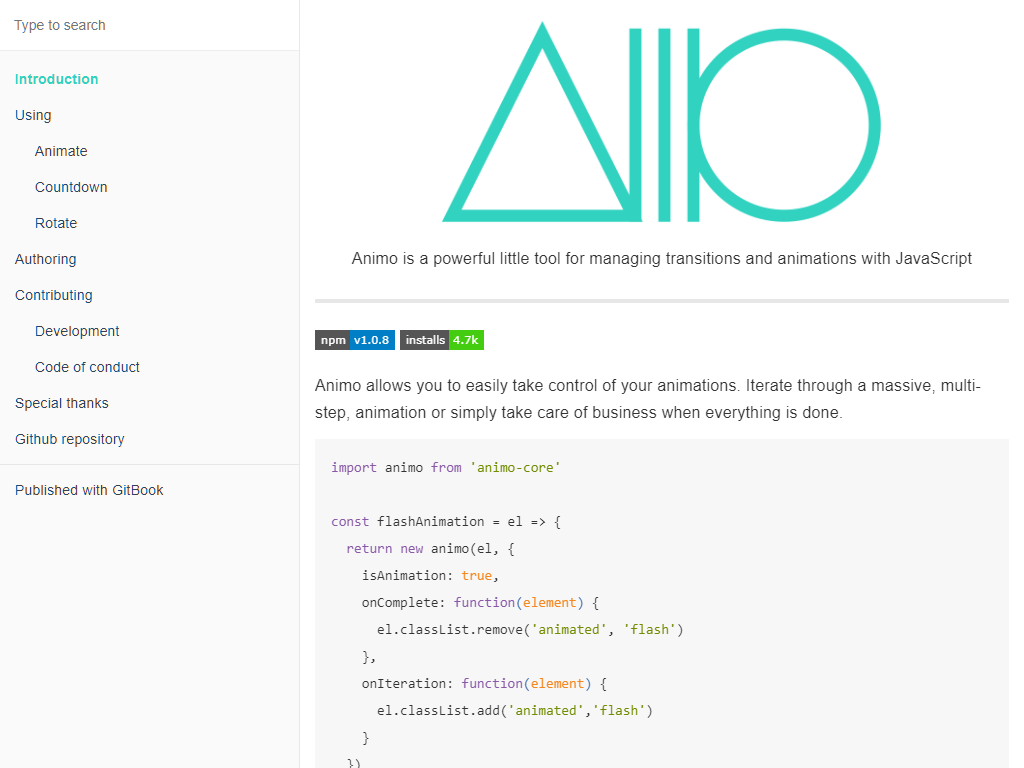 Type to search
Introduction
Using
Animate
Countdown
Rotate
Authoring
Contributing
Development
Code of conduct
Special thanks
Github repository
Published with GitBook
Animo is a powerful little tool for managing transitions and animations with JavaScript
npm v1.0.8 installs 4.7k
Animo allows you to easily take control of your animations. Iterate through a massive, multi-
step, animation or simply take care of business when everything is done.
import animo from 'animo-core'
const flashAnimation = el => {
return new animo(el, {
isAnimation: true,
onComplete: function(element) {
el.classList.remove('animated', 'flash')
},
onIteration: function(element) {
el.classList.add('animated','flash')
}
})